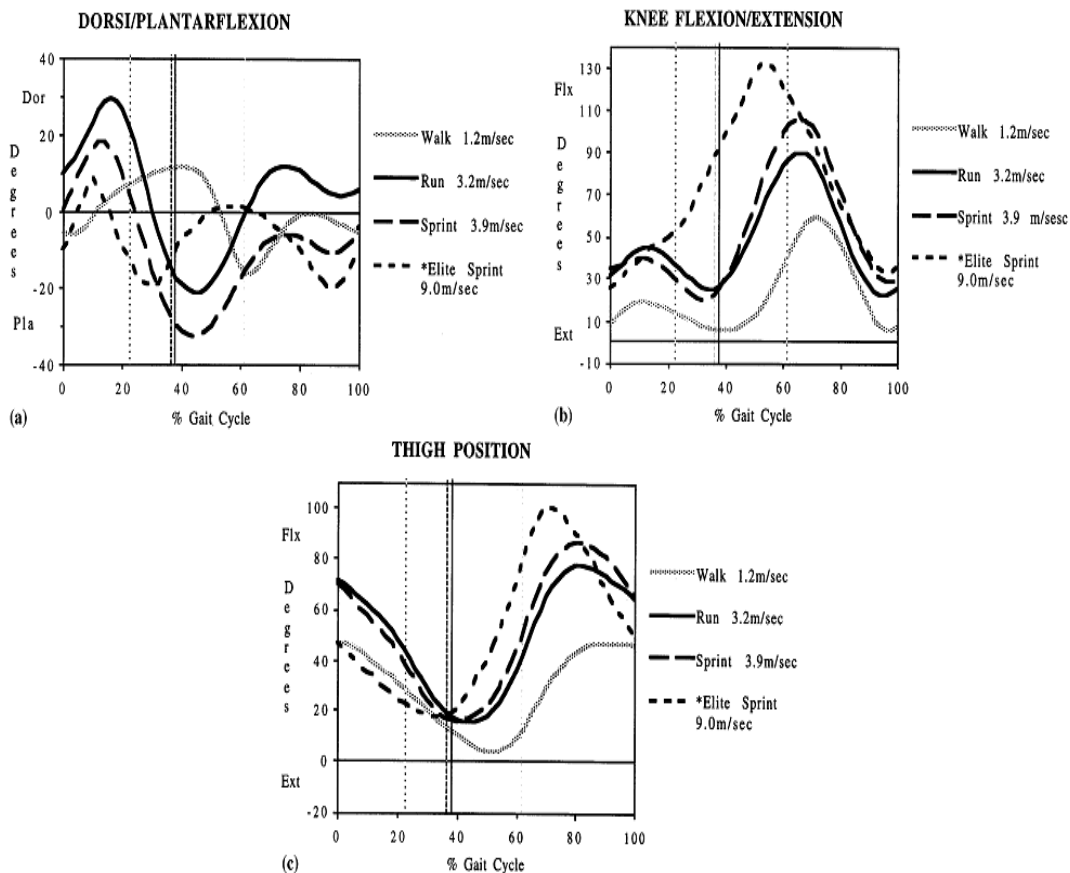 DORSI/PLANTARFLEXION
40
Dor
20
Degrees
0
-20
Pla
-40
0 20 40 60 80 100
(a)
% Gait Cycle
Walk 1.2m/sec
Run 3.2m/sec
Sprint 3.9m/sec
*Elite Sprint
9.0m/sec
KNEE FLEXION/EXTENSION
130
Flx
110
Degrees
90
70
50
30
10
Ext
-10
0 20 40 60 80 100
(b)
% Gait Cycle
Walk 1.2m/sec
Run 3.2m/sec
Sprint 3.9 m/sesc
*Elite Sprint
9.0m/sec
THIGH POSITION
100
Flx
80
Degrees
60
40
20
0
Ext
-20
0 20 40 60 80 100
(c)
% Gait Cycle
Walk 1.2m/sec
Run 3.2m/sec
Sprint 3.9m/sec
*Elite Sprint
9.0m/sec